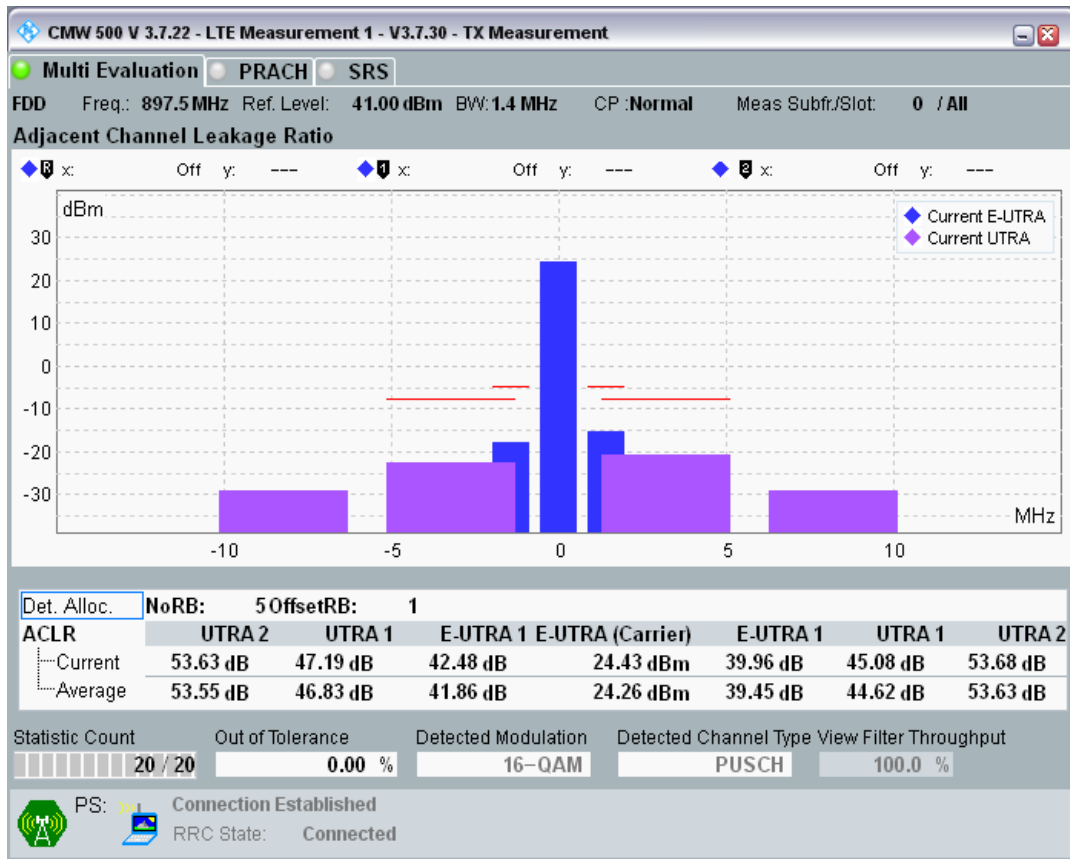 CMW 500 V 3.7.22 - LTE Measurement 1 - V3.7.30 - TX Measurement
Multi Evaluation PRACH SRS
FDD Freq.: 897.5 MHz Ref. Level: 41.00 dBm BW: 1.4 MHz CP :Normal Meas Subfr./Slot: 0 / All
Adjacent Channel Leakage Ratio
R x: Off y: --- 1 x: Off y: --- 2 x: Off y: ---
dBm
Current E-UTRA
Current UTRA
30
20
10
0
-10
-20
-30
MHz
-10 -5 0 5 10
Det. Alloc. NoRB: 5 OffsetRB: 1
ACLR UTRA 2 UTRA 1 E-UTRA 1 E-UTRA (Carrier) E-UTRA 1 UTRA 1 UTRA 2
Current 53.63 dB 47.19 dB 42.48 dB 24.43 dBm 39.96 dB 45.08 dB 53.68 dB
Average 53.55 dB 46.83 dB 41.86 dB 24.26 dBm 39.45 dB 44.62 dB 53.63 dB
Statistic Count Out of Tolerance Detected Modulation Detected Channel Type View Filter Throughput
20 / 20 0.00 % 16-QAM PUSCH 100.0 %
PS: Connection Established
RRC State: Connected